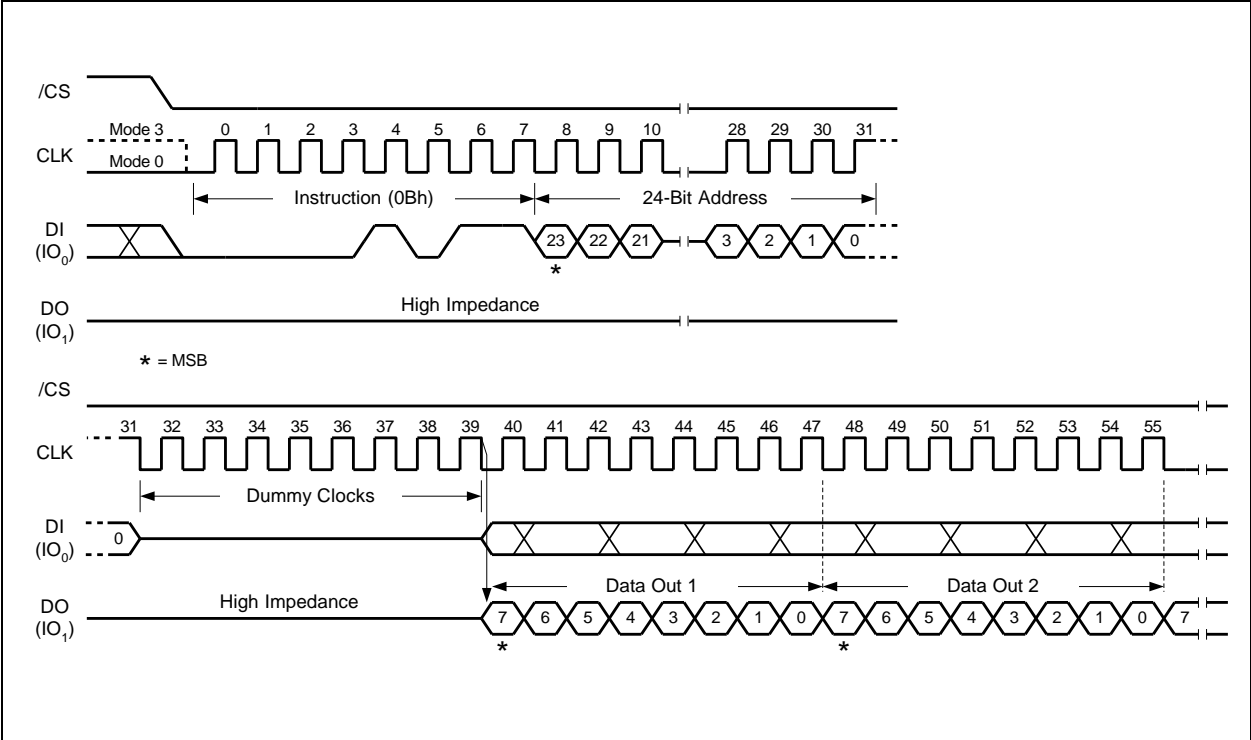 /CS
Mode 3 0 1 2 3 4 5 6 7 8 9 10 28 29 30 31
CLK
Mode 0
Instruction (0Bh) 24-Bit Address
DI
(IO0)
23 22 21 3 2 1 0
*
DO
(IO1)
High Impedance
* = MSB
/CS
31 32 33 34 35 36 37 38 39 40 41 42 43 44 45 46 47 48 49 50 51 52 53 54 55
CLK
Dummy Clocks
DI
(IO0)
0
Data Out 1 Data Out 2
DO
(IO1)
High Impedance
7 6 5 4 3 2 1 0 7 6 5 4 3 2 1 0 7
* *